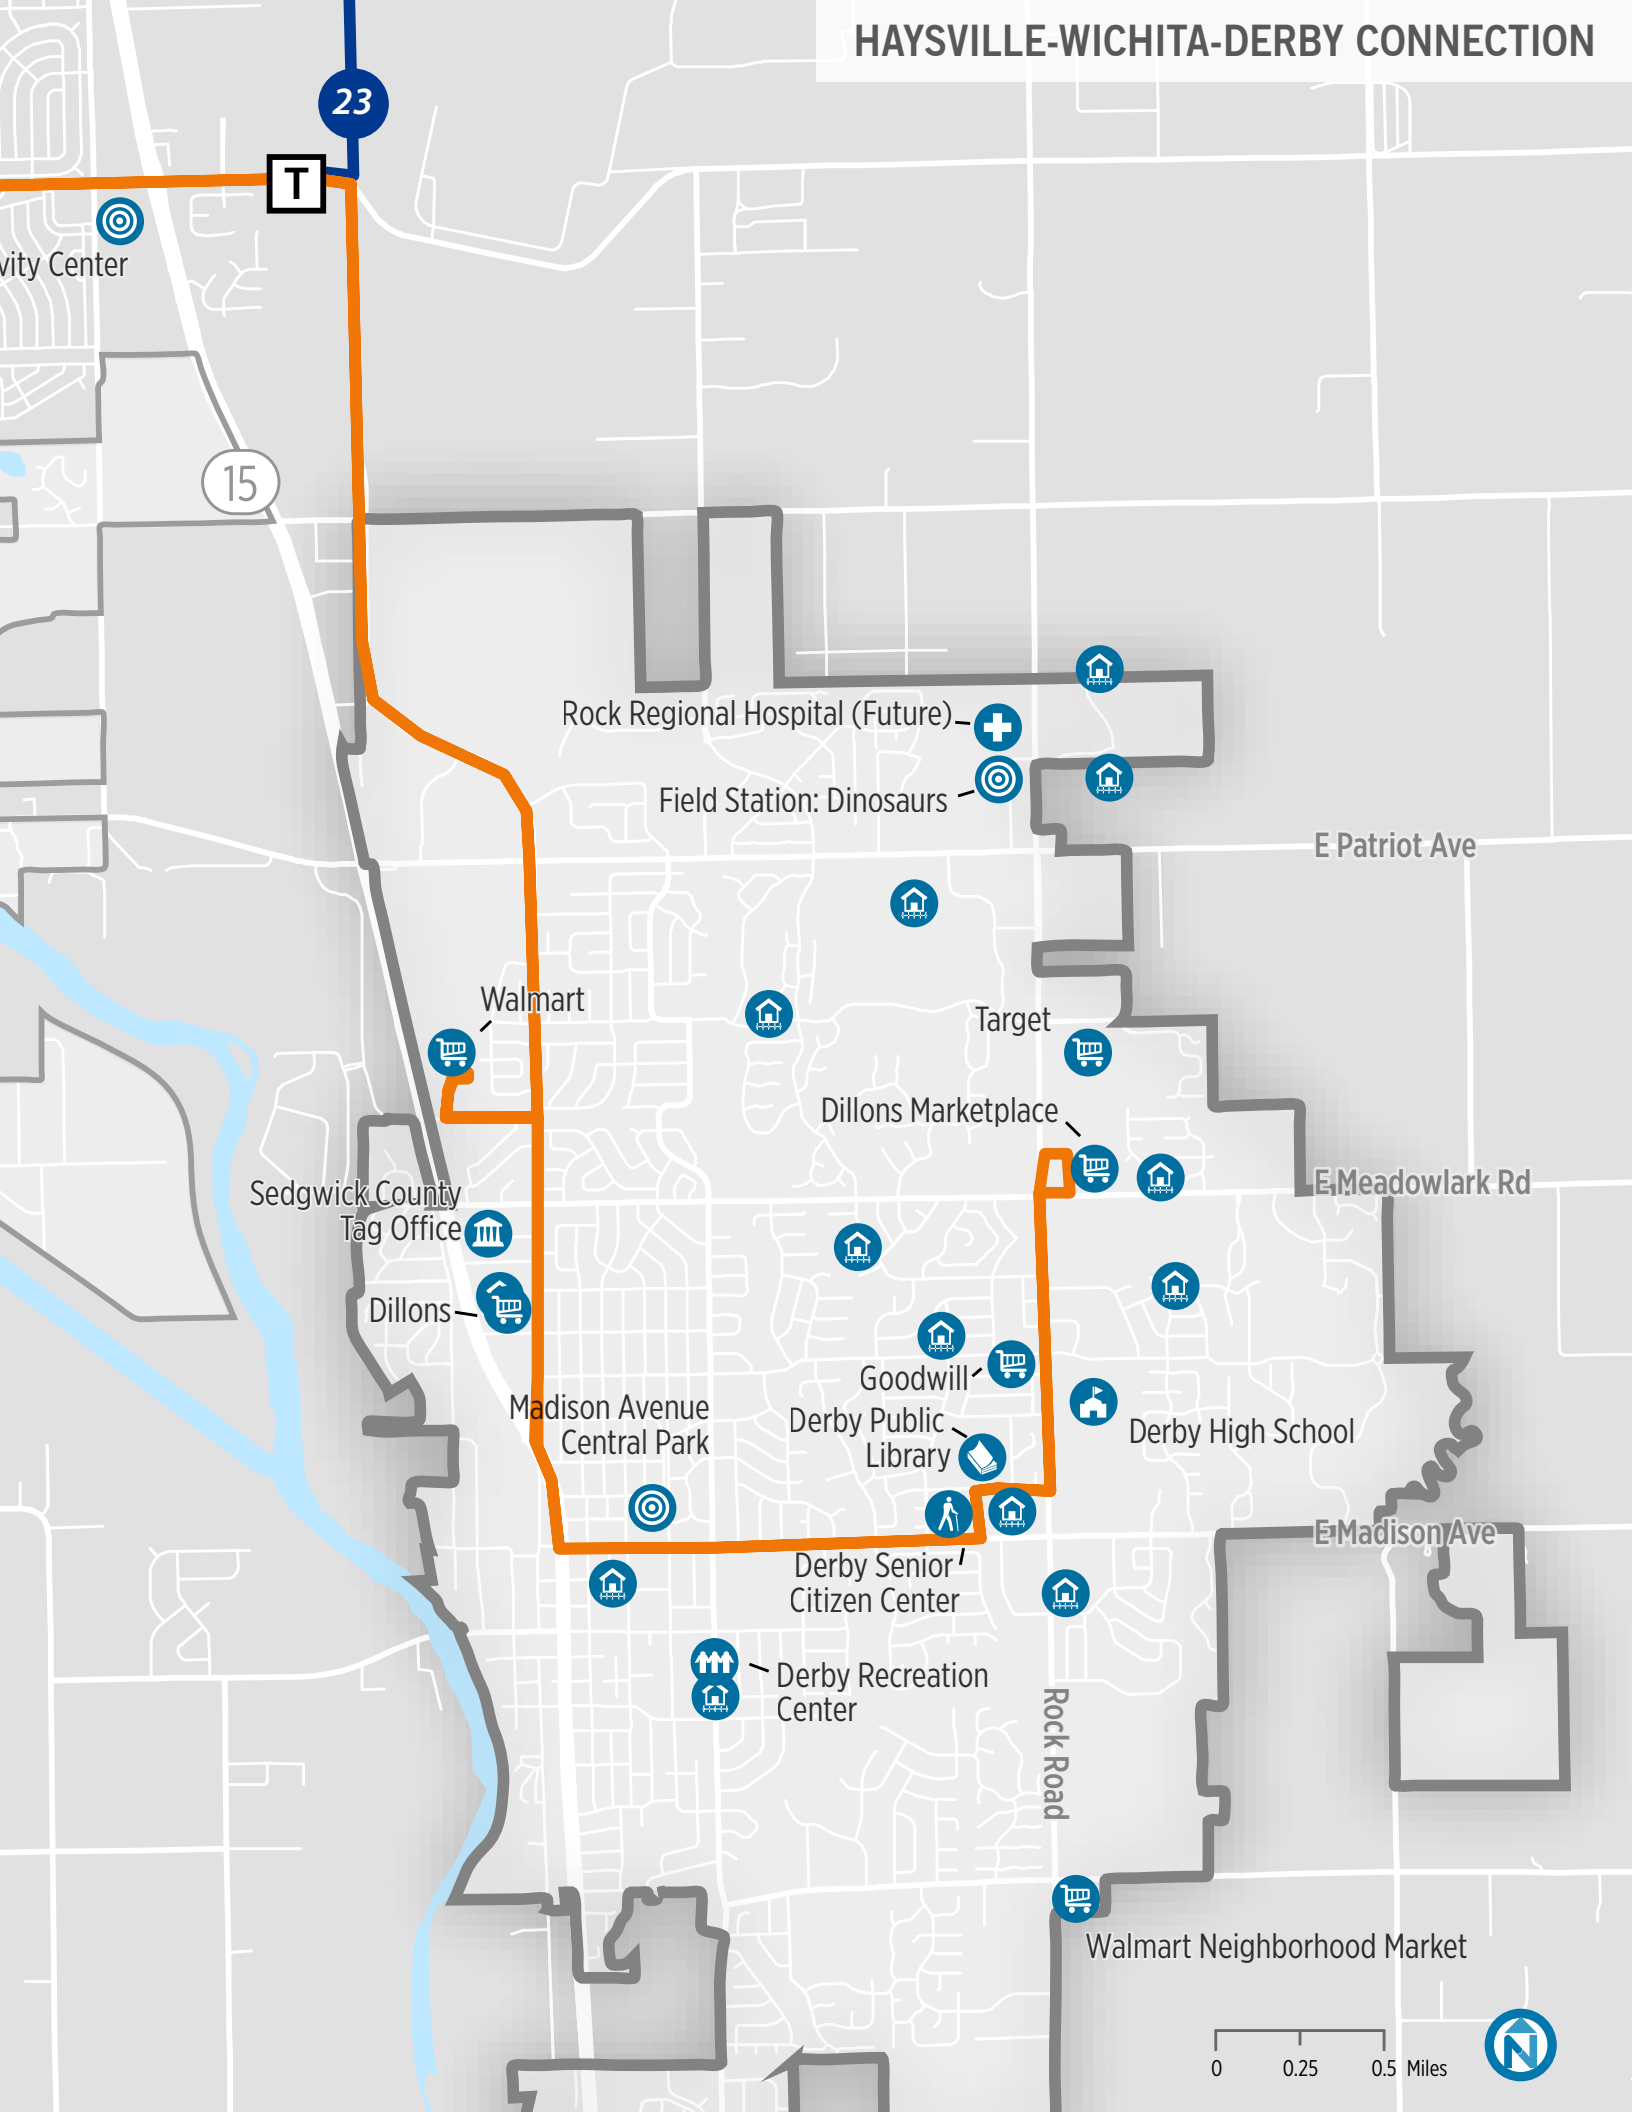 HAYSVILLE-WICHITA-DERBY CONNECTION
23
T
vity Center
15
Rock Regional Hospital (Future)
Field Station: Dinosaurs
E Patriot Ave
Walmart
Target
Dillons Marketplace
E Meadowlark Rd
Sedgwick County
Tag Office
Dillons
Goodwill
Madison Avenue
Central Park
Derby Public
Library
Derby High School
E Madison Ave
Derby Senior
Citizen Center
Derby Recreation
Center
Rock Road
Walmart Neighborhood Market
0 0.25 0.5 Miles
N